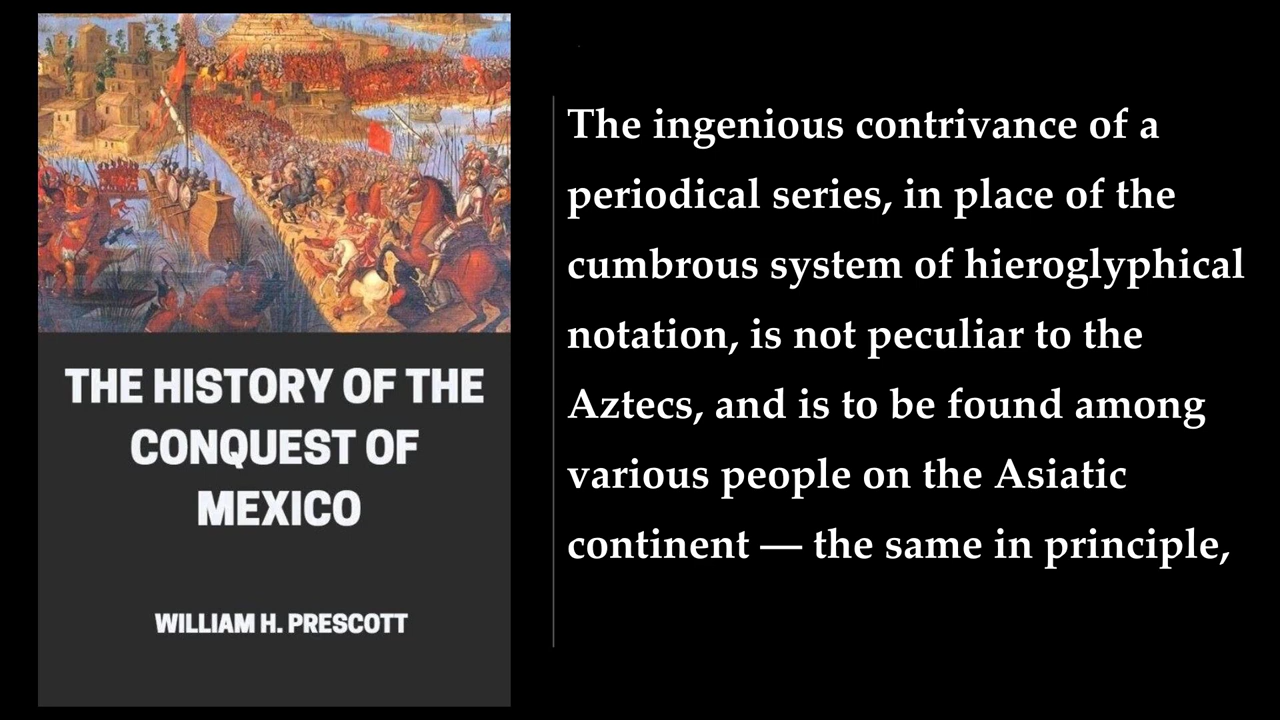 THE HISTORY OF THE
CONQUEST OF
MEXICO
WILLIAM H. PRESCOTT
The ingenious contrivance of a
periodical series, in place of the
cumbrous system of hieroglyphical
notation, is not peculiar to the
Aztecs, and is to be found among
various people on the Asiatic
continent — the same in principle,